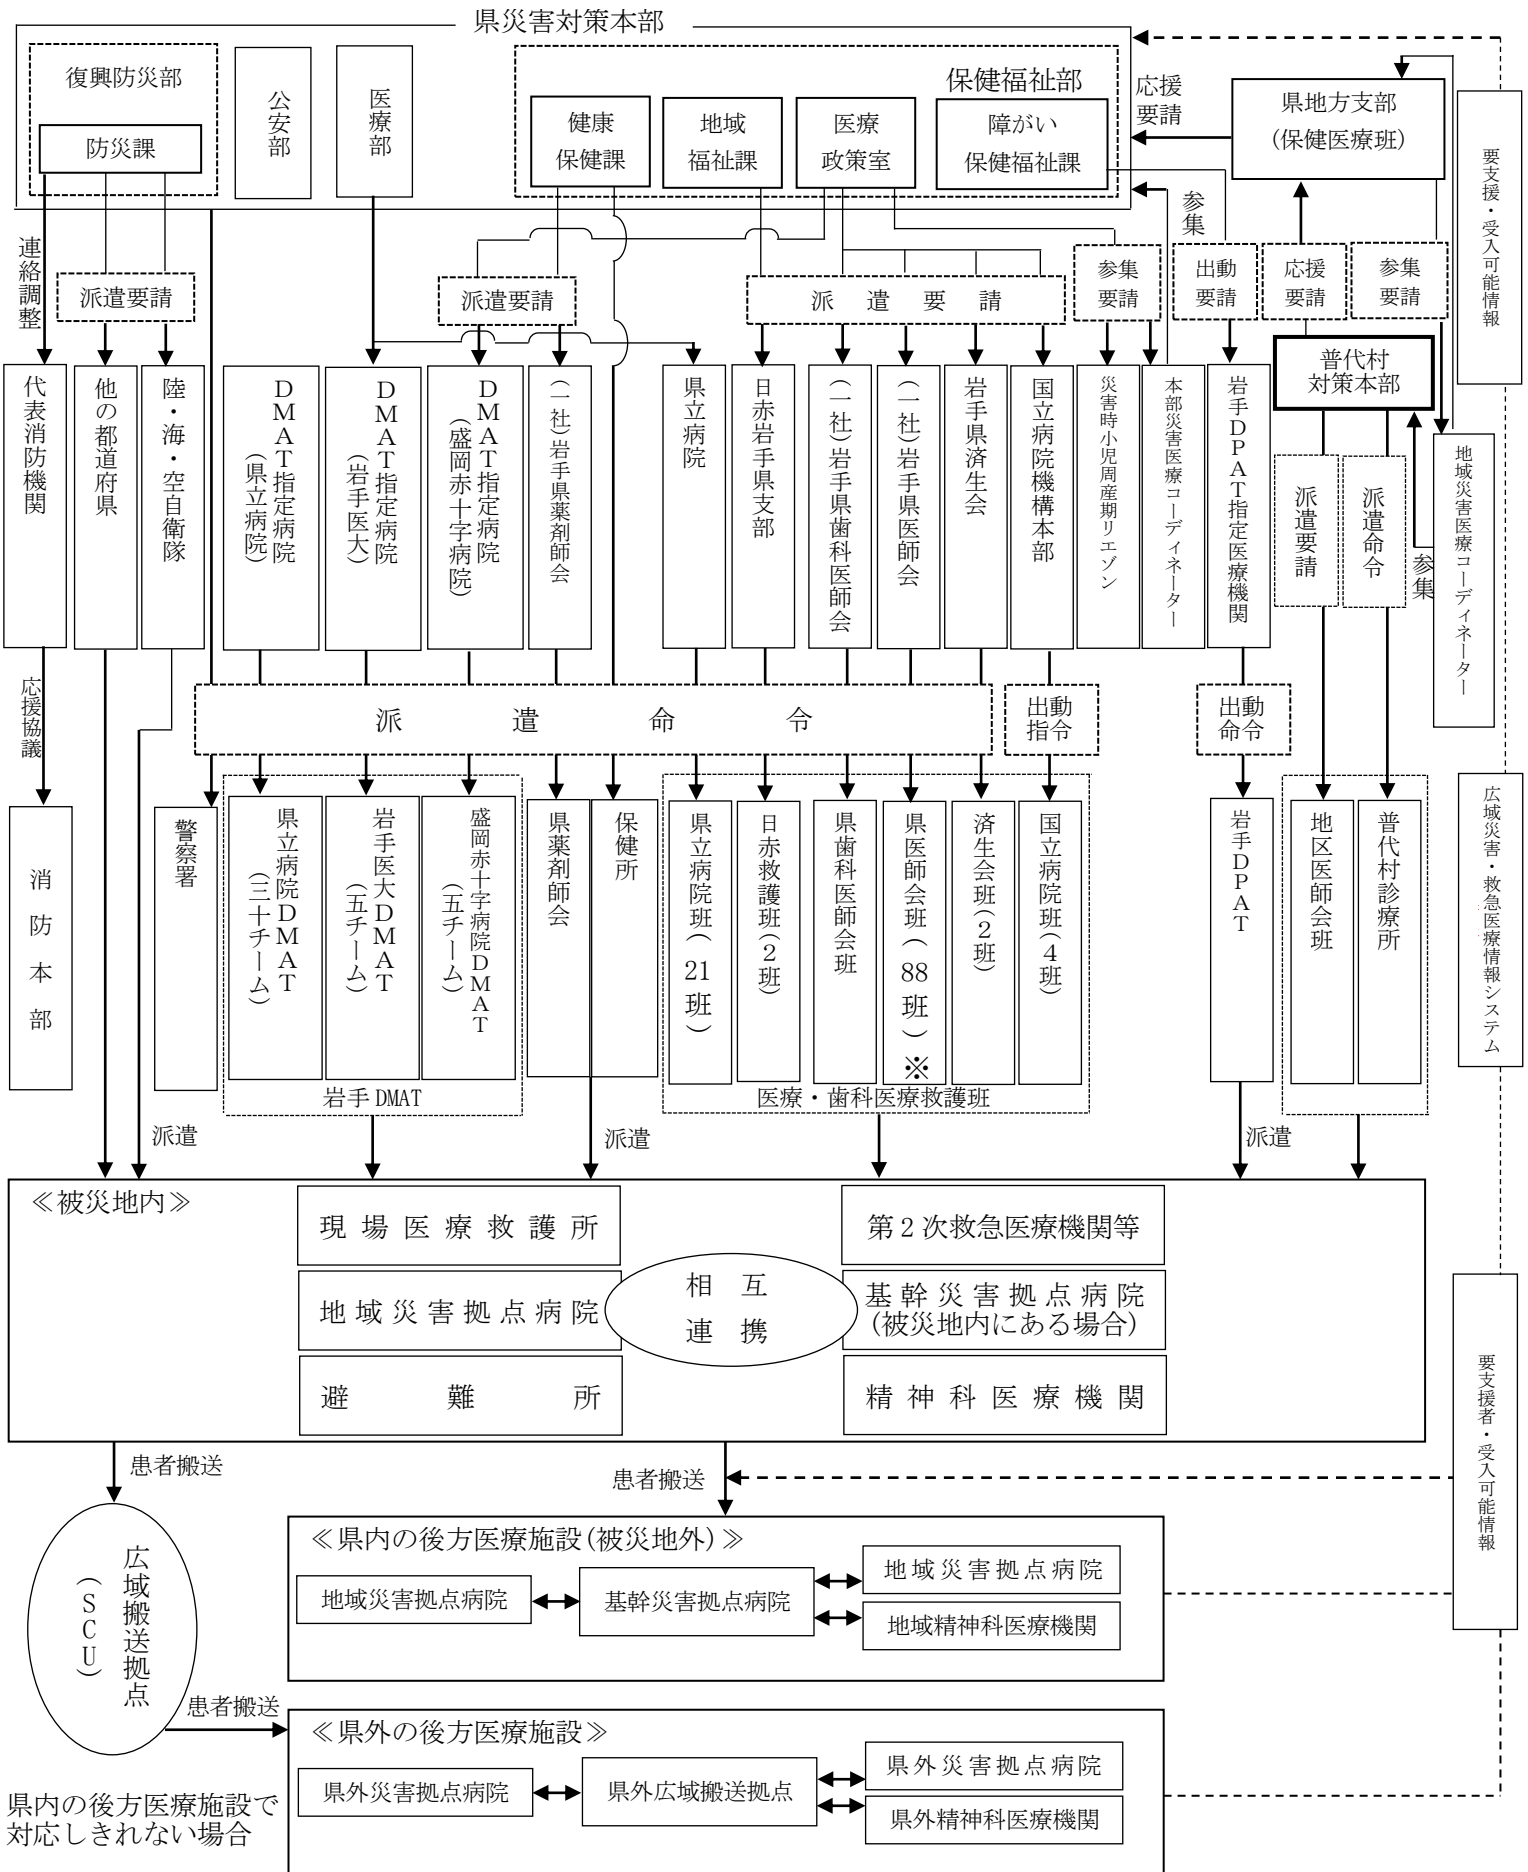 県災害対策本部
復興防災部
防災課
公安部
医療部
保健福祉部
健康
保健課
地域
福祉課
医療
政策室
障がい
保健福祉課
応援
要請
県地方支部
(保健医療班)
要支援・受入可能情報
連絡調整
派遣要請
派遣要請
派遣要請
参集
参集
要請
出動
要請
応援
要請
参集
要請
代表消防機関
他の都道府県
陸・海・空自衛隊
DMAT指定病院
(県立病院)
DMAT指定病院
(岩手医大)
DMAT指定病院
(盛岡赤十字病院)
(一社)岩手県薬剤師会
県立病院
日赤岩手県支部
(一社)岩手県歯科医師会
(一社)岩手県医師会
岩手県済生会
国立病院機構本部
災害時小児周産期リエゾン
本部災害医療コーディネーター
岩手DPAT指定医療機関
普代村
対策本部
派遣要請
派遣命令
参集
地域災害医療コーディネーター
応援協議
派遣命令
出動
指令
出動
命令
消防本部
警察署
県立病院DMAT
(三十チーム)
岩手医大DMAT
(五チーム)
盛岡赤十字病院DMAT
(五チーム)
岩手DMAT
県薬剤師会
保健所
県立病院班(21班)
日赤救護班(2班)
県歯科医師会班
県医師会班(88班)※
済生会班(2班)
国立病院班(4班)
医療・歯科医療救護班
岩手DPAT
地区医師会班
普代村診療所
広域災害・救急医療情報システム
派遣
派遣
派遣
≪被災地内≫
現場医療救護所
地域災害拠点病院
避難所
相互
連携
第2次救急医療機関等
基幹災害拠点病院
(被災地内にある場合)
精神科医療機関
要支援者・受入可能情報
患者搬送
患者搬送
広域搬送拠点
(SCU)
≪県内の後方医療施設(被災地外)≫
地域災害拠点病院
基幹災害拠点病院
地域災害拠点病院
地域精神科医療機関
患者搬送
≪県外の後方医療施設≫
県外災害拠点病院
県外広域搬送拠点
県外災害拠点病院
県外精神科医療機関
県内の後方医療施設で
対応しきれない場合